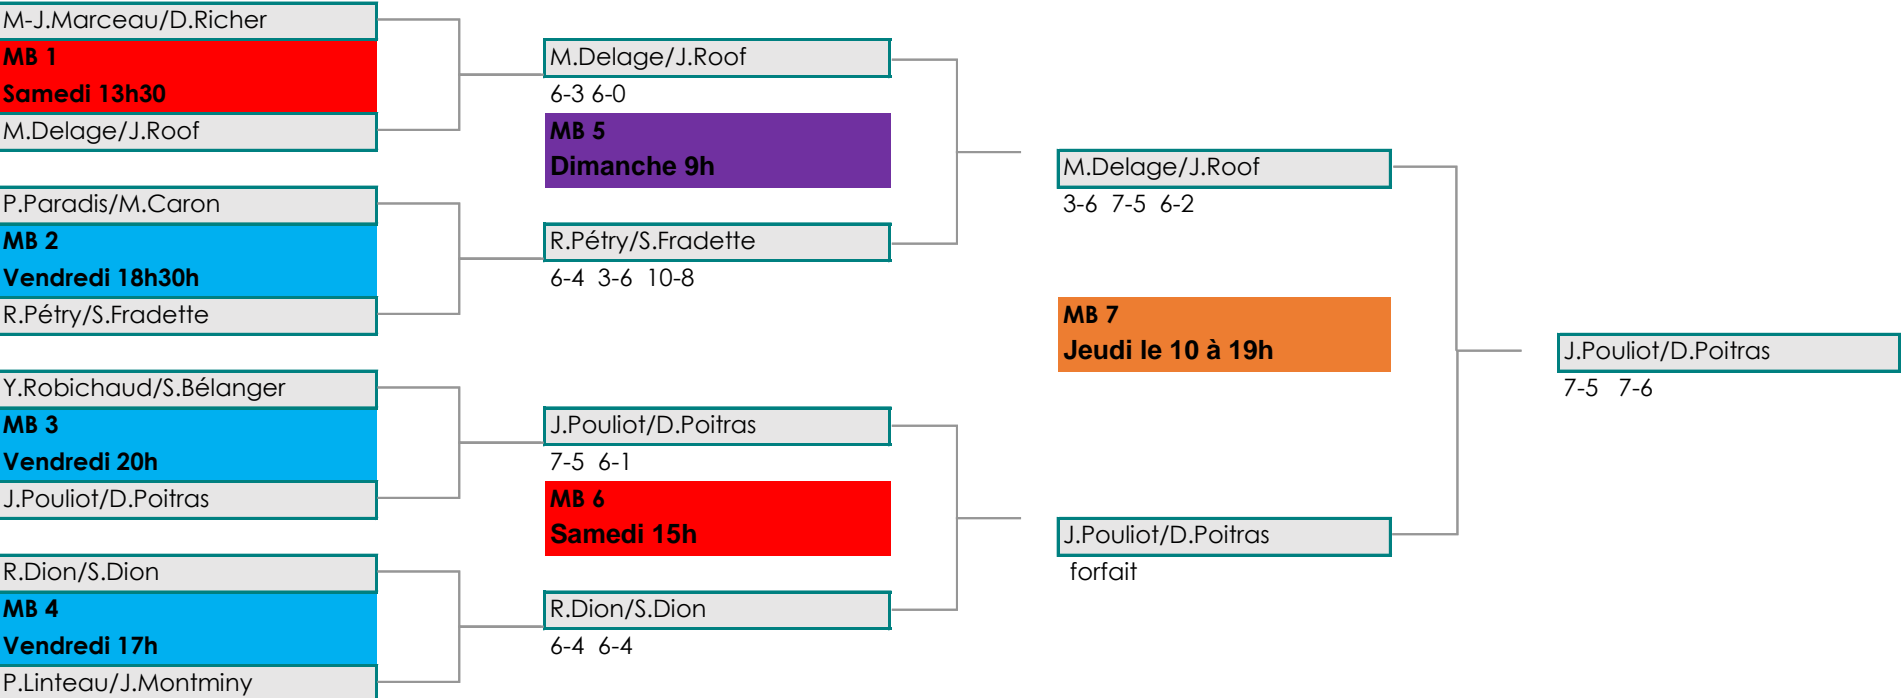 M-J.Marceau/D.Richer
MB 1
Samedi 13h30
M.Delage/J.Roof
P.Paradis/M.Caron
MB 2
Vendredi 18h30h
R.Pétry/S.Fradette
Y.Robichaud/S.Bélanger
MB 3
Vendredi 20h
J.Pouliot/D.Poitras
R.Dion/S.Dion
MB 4
Vendredi 17h
P.Linteau/J.Montminy
M.Delage/J.Roof
6-3 6-0
MB 5
Dimanche 9h
R.Pétry/S.Fradette
6-4 3-6 10-8
J.Pouliot/D.Poitras
7-5 6-1
MB 6
Samedi 15h
R.Dion/S.Dion
6-4 6-4
M.Delage/J.Roof
3-6 7-5 6-2
MB 7
Jeudi le 10 à 19h
J.Pouliot/D.Poitras
forfait
J.Pouliot/D.Poitras
7-5 7-6